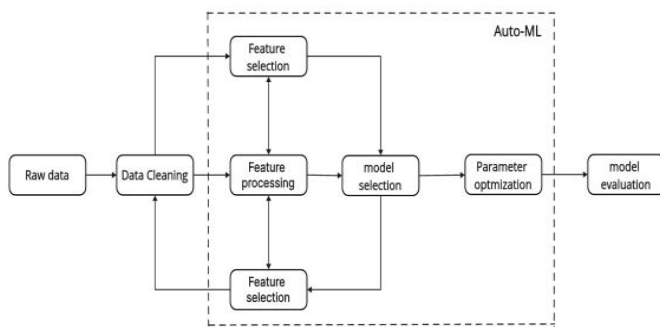 Auto-ML
Feature
selection
Raw data
Data Cleaning
Feature
processing
model
selection
Parameter
optmization
model
evaluation
Feature
selection